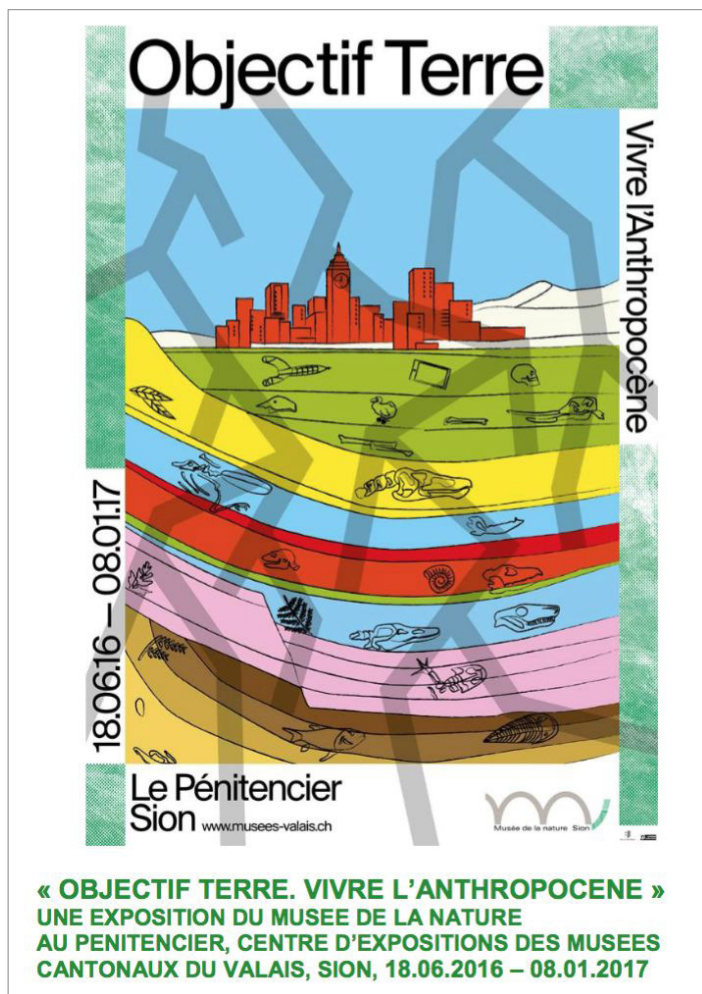 Objectif Terre
Vivre l'Anthropocène
18.06.16 – 08.01.17
Le Pénitencier
Sion www.musees-valais.ch
Musée de la nature Sion
« OBJECTIF TERRE. VIVRE L'ANTHROPOCENE »
UNE EXPOSITION DU MUSEE DE LA NATURE
AU PENITENCIER, CENTRE D'EXPOSITIONS DES MUSEES
CANTONAUX DU VALAIS, SION, 18.06.2016 – 08.01.2017